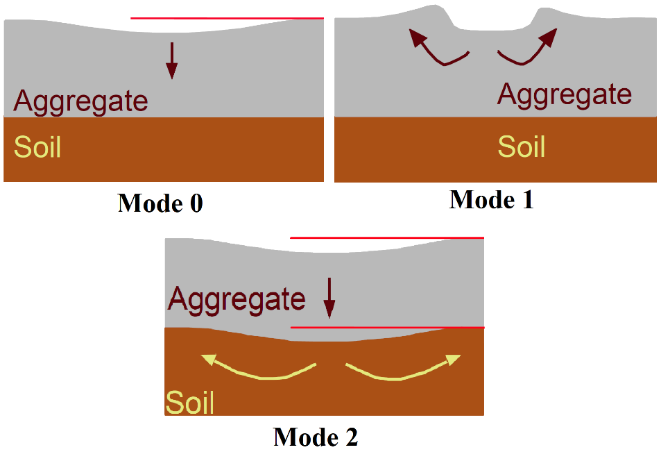 Aggregate
Soil
Mode 0
Aggregate
Soil
Mode 1
Aggregate
Soil
Mode 2